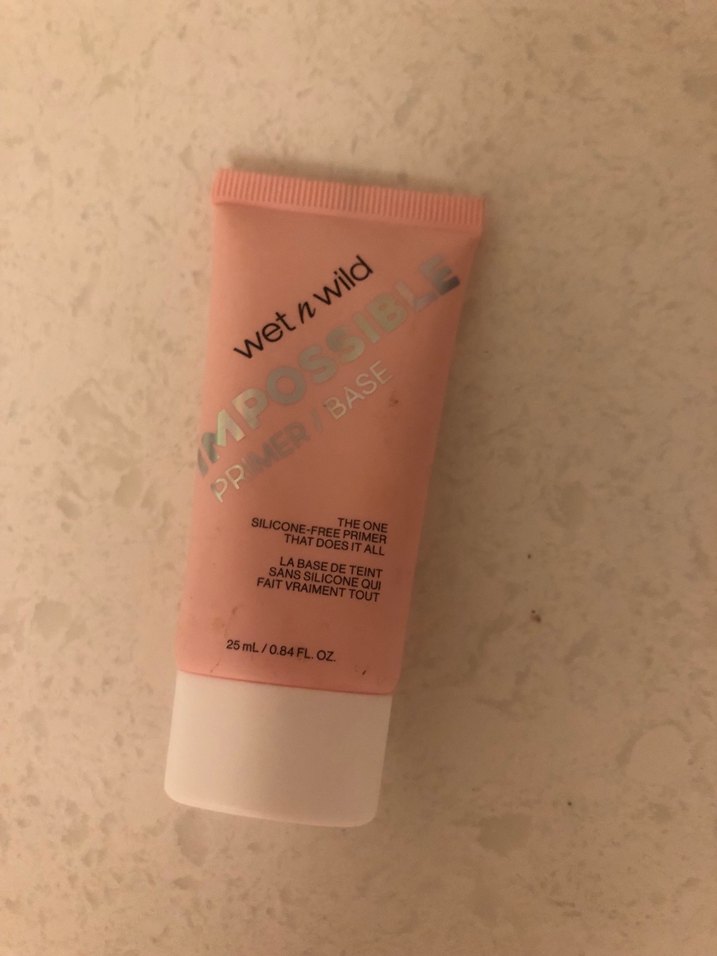 wet n wild
IMPOSSIBLE
PRIMER / BASE
THE ONE
SILICONE-FREE PRIMER
THAT DOES IT ALL
LA BASE DE TEINT
SANS SILICONE QUI
FAIT VRAIMENT TOUT
25 mL / 0.84 FL. OZ.